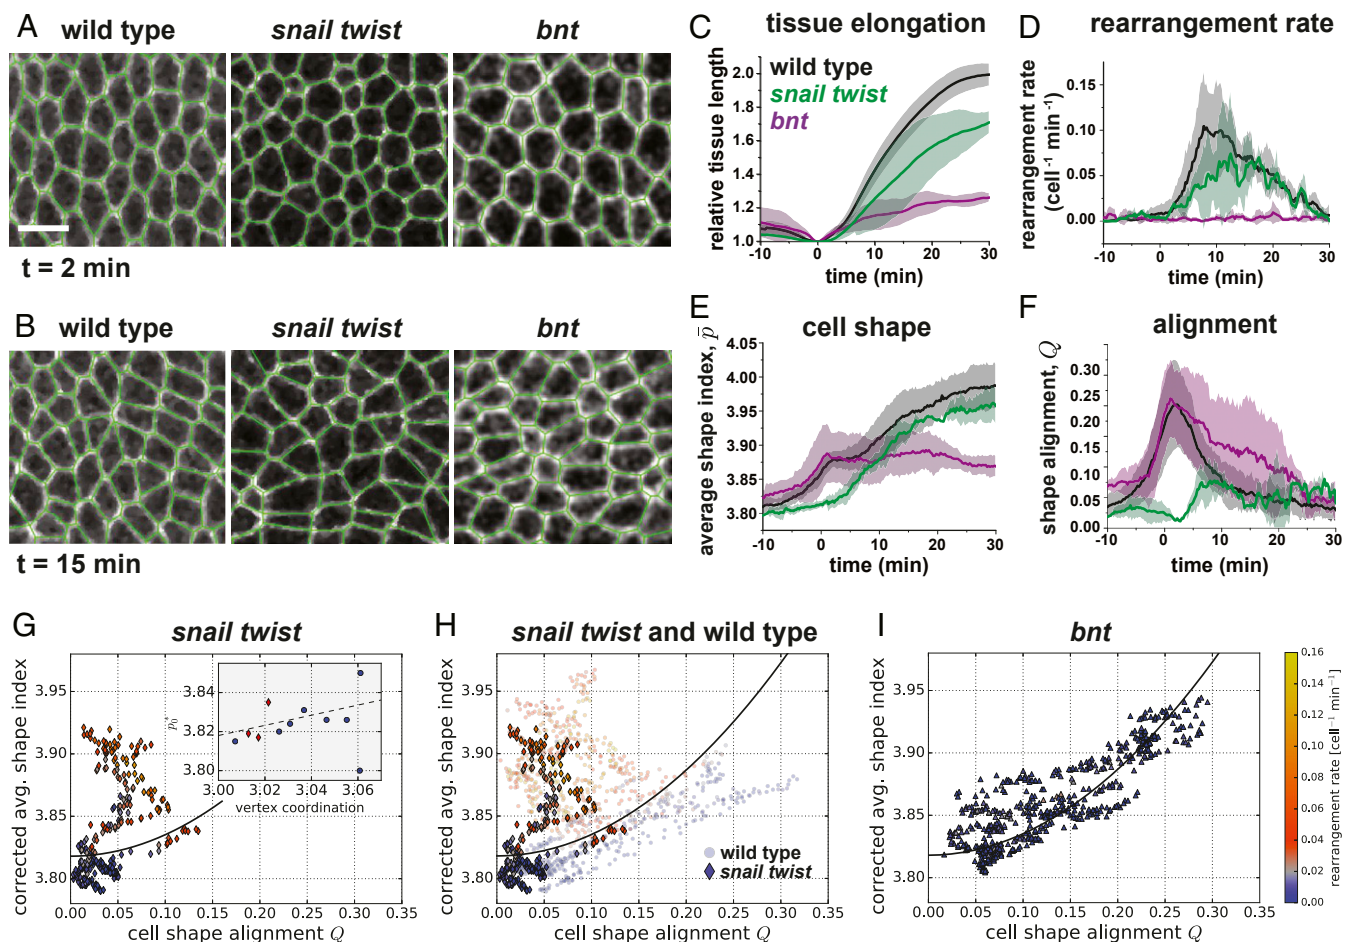 A
wild type
snail twist
bnt
t = 2 min
B
wild type
snail twist
bnt
t = 15 min
C
tissue elongation
relative tissue length
2.0
1.8
1.6
1.4
1.2
1.0
wild type
snail twist
bnt
-10 0 10 20 30
time (min)
D
rearrangement rate
rearrangement rate
(cell⁻¹ min⁻¹)
0.15
0.10
0.05
0.00
-10 0 10 20 30
time (min)
E
cell shape
average shape index, p̄
4.05
4.00
3.95
3.90
3.85
3.80
-10 0 10 20 30
time (min)
F
alignment
shape alignment, Q
0.30
0.25
0.20
0.15
0.10
0.05
0.00
-10 0 10 20 30
time (min)
G
snail twist
corrected avg. shape index
3.95
3.90
3.85
3.80
0.00 0.05 0.10 0.15 0.20 0.25 0.30 0.35
cell shape alignment Q
p₀*
3.84
3.82
3.80
3.00 3.02 3.04 3.06
vertex coordination
H
snail twist and wild type
corrected avg. shape index
3.95
3.90
3.85
3.80
wild type
snail twist
0.00 0.05 0.10 0.15 0.20 0.25 0.30 0.35
cell shape alignment Q
I
bnt
corrected avg. shape index
3.95
3.90
3.85
3.80
0.00 0.05 0.10 0.15 0.20 0.25 0.30 0.35
cell shape alignment Q
0.16
0.14
0.12
0.10
0.08
0.06
0.04
0.02
0.00
rearrangement rate [cell⁻¹ min⁻¹]